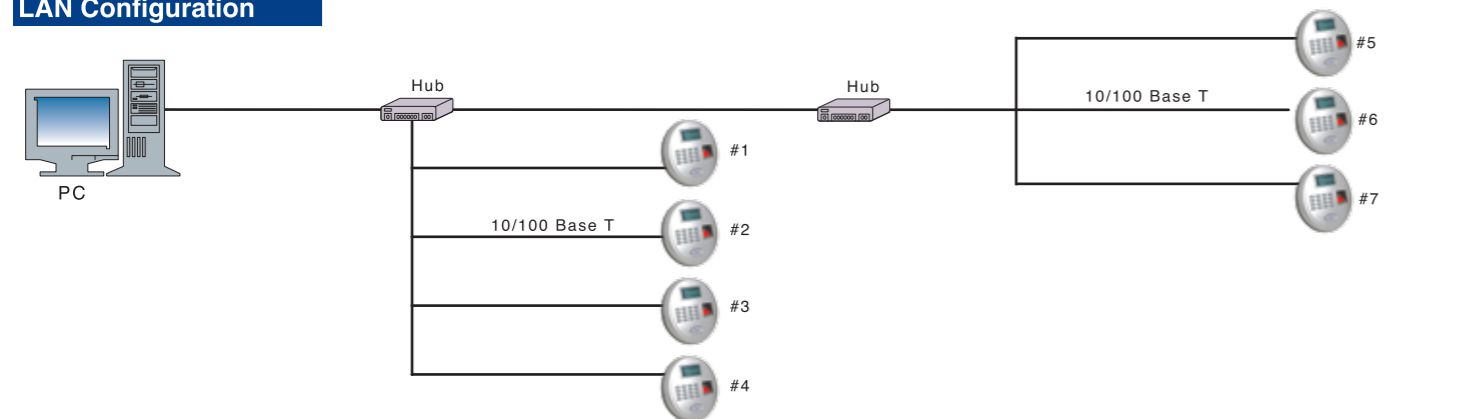 LAN Configuration
Hub
Hub
PC
10/100 Base T
10/100 Base T
#1
#2
#3
#4
#5
#6
#7